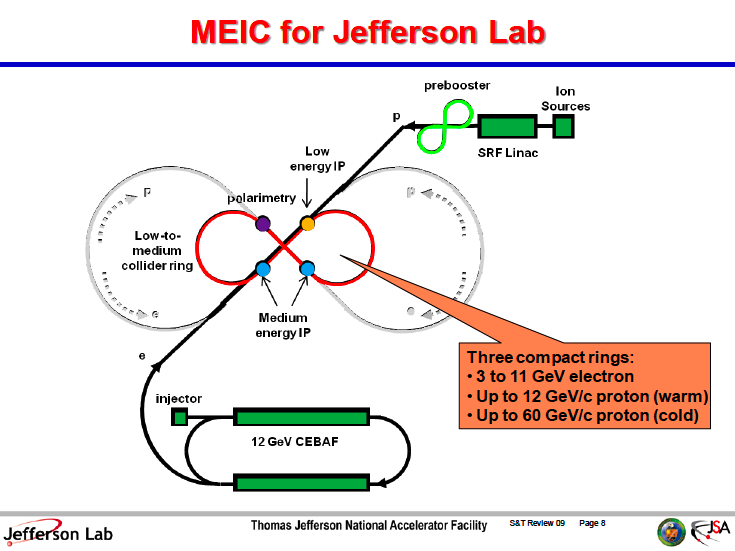 MEIC for Jefferson Lab
prebooster
Ion
Sources
p
SRF Linac
Low
energy IP
p
p
polarimetry
Low-to-
medium
collider ring
e
e
Medium
energy IP
Three compact rings:
• 3 to 11 GeV electron
• Up to 12 GeV/c proton (warm)
• Up to 60 GeV/c proton (cold)
e
injector
12 GeV CEBAF
Jefferson Lab
Thomas Jefferson National Accelerator Facility
S&T Review 09 Page 8
JSA